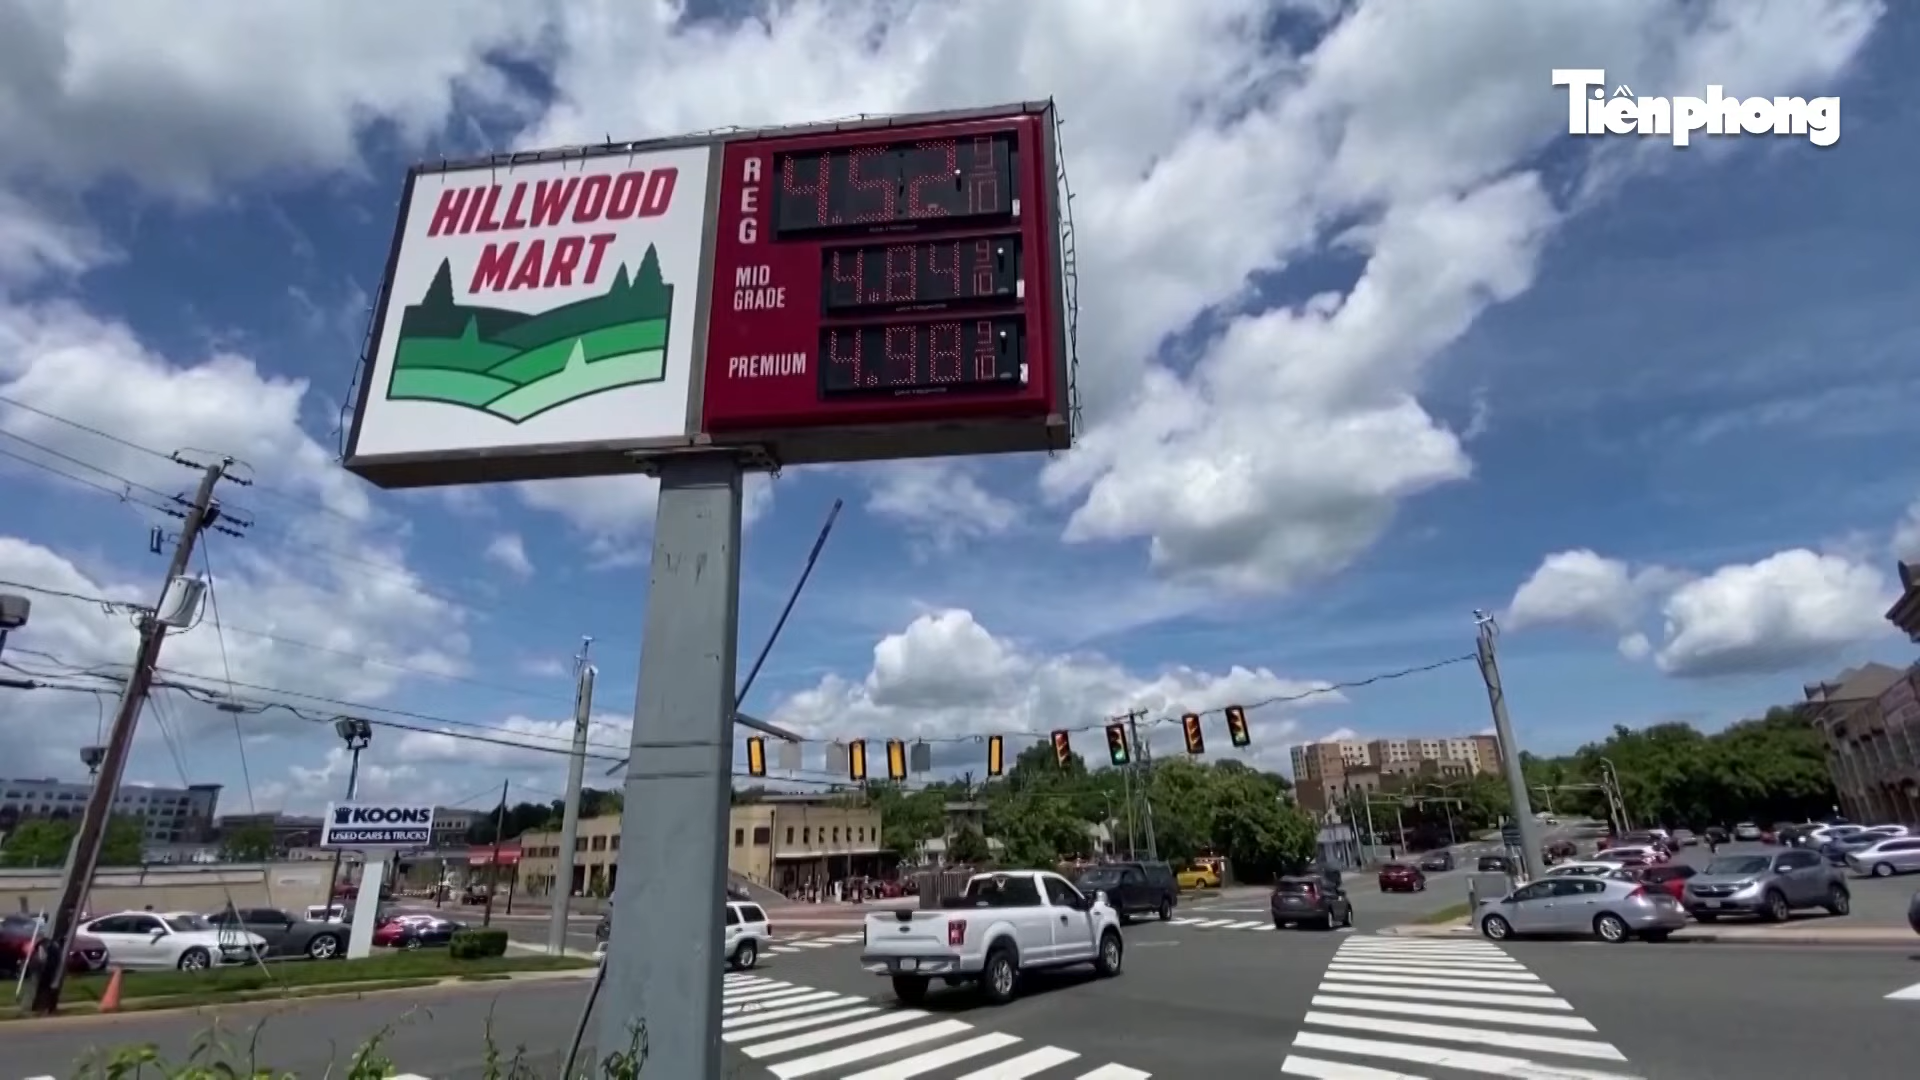 Tiềnphong
HILLWOOD
MART
REG
4.52
10
MID
GRADE
4.84 9/10
PREMIUM
4.98 9/10
KOONS
USED CARS & TRUCKS